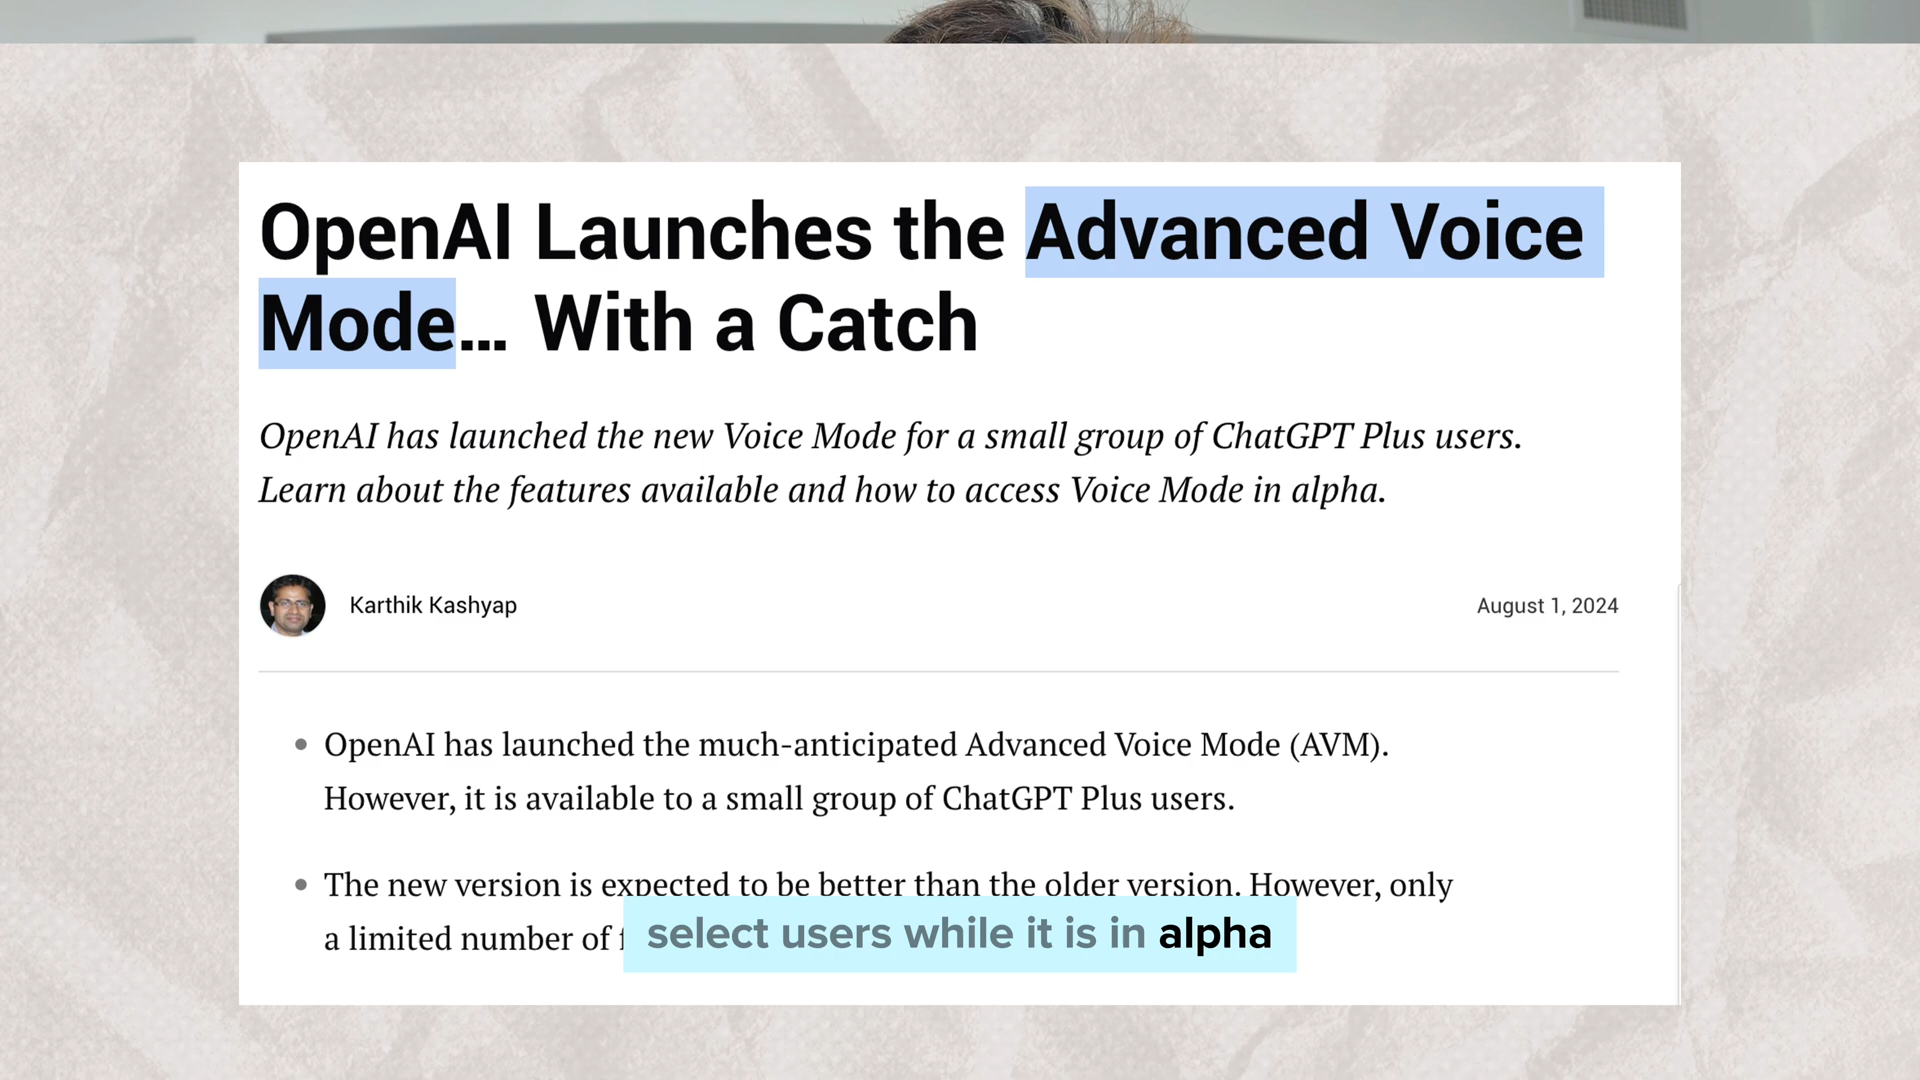 OpenAI Launches the Advanced Voice
Mode... With a Catch
OpenAI has launched the new Voice Mode for a small group of ChatGPT Plus users.
Learn about the features available and how to access Voice Mode in alpha.
Karthik Kashyap
August 1, 2024
OpenAI has launched the much-anticipated Advanced Voice Mode (AVM).
However, it is available to a small group of ChatGPT Plus users.
The new version is expected to be better than the older version. However, only
a limited number of
select users while it is in alpha